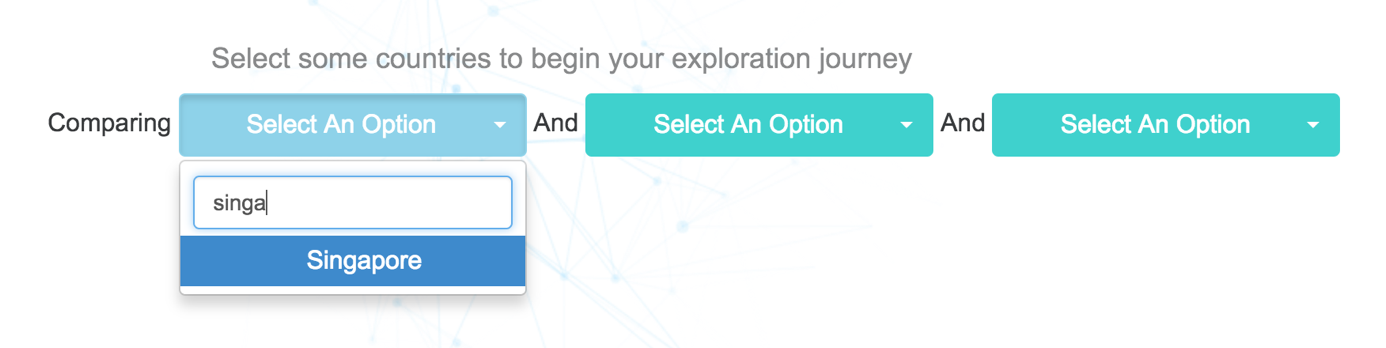 Select some countries to begin your exploration journey
Comparing Select An Option And Select An Option And Select An Option
singa
Singapore